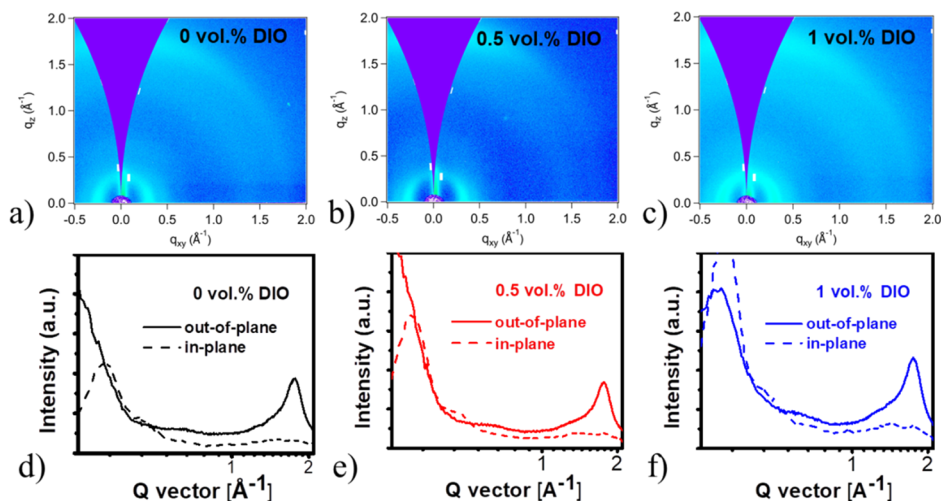 2.0
1.5
1.0
0.5
0.0
qz (Å-1)
0 vol.% DIO
a)
-0.5 0.0 0.5 1.0 1.5 2.0
qxy (Å-1)
2.0
1.5
1.0
0.5
0.0
qz (Å-1)
0.5 vol.% DIO
b)
-0.5 0.0 0.5 1.0 1.5 2.0
qxy (Å-1)
2.0
1.5
1.0
0.5
0.0
qz (Å-1)
1 vol.% DIO
c)
-0.5 0.0 0.5 1.0 1.5 2.0
qxy (Å-1)
Intensity (a.u.)
0 vol.% DIO
out-of-plane
in-plane
d)
1 2
Q vector [Å-1]
Intensity (a.u.)
0.5 vol.% DIO
out-of-plane
in-plane
e)
1 2
Q vector [A-1]
Intensity (a.u.)
1 vol.% DIO
out-of-plane
in-plane
f)
1 2
Q vector [A-1]